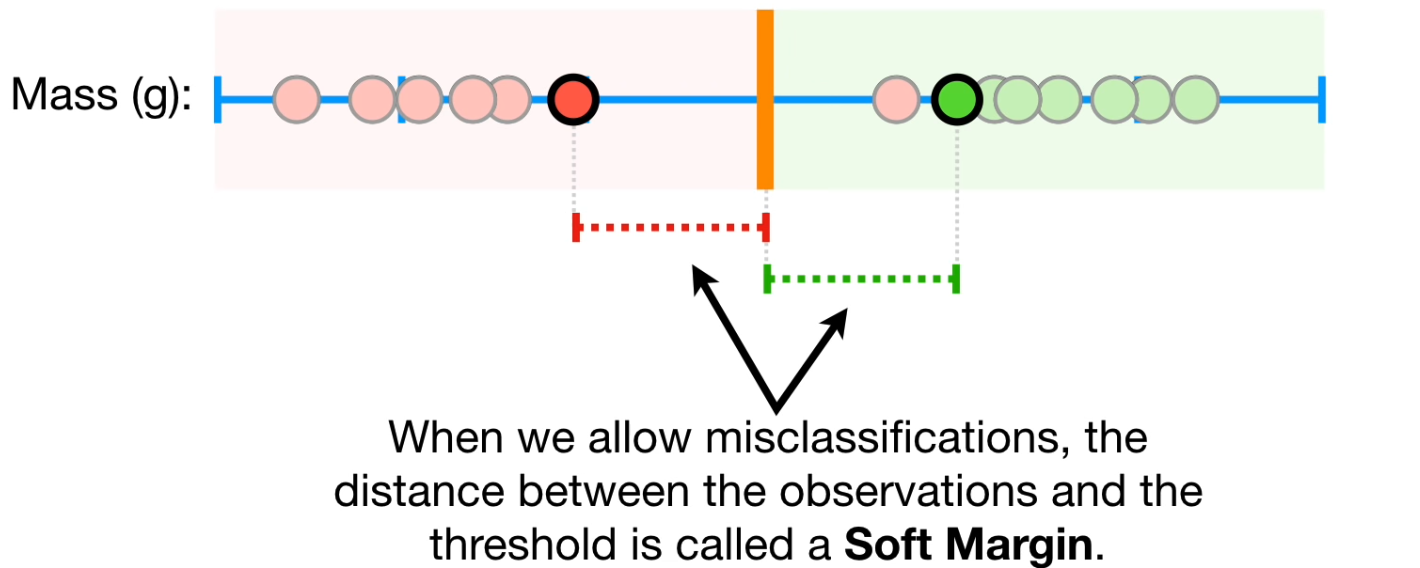 Mass (g):
When we allow misclassifications, the
distance between the observations and the
threshold is called a Soft Margin.